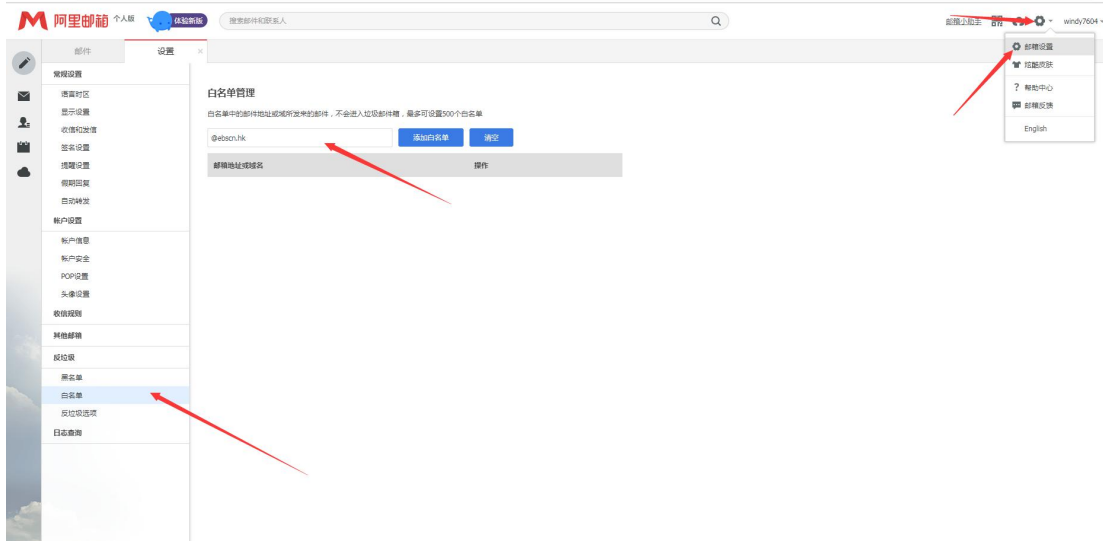 阿里邮箱 个人版
体验新版
搜索邮件和联系人
邮箱小助手
windy7604
邮件
设置
邮箱设置
炫酷皮肤
帮助中心
邮箱反馈
English
常规设置
语言时区
显示设置
收信和发信
签名设置
提醒设置
假期回复
自动转发
帐户设置
帐户信息
帐户安全
POP设置
头像设置
收信规则
其他邮箱
反垃圾
黑名单
白名单
反垃圾选项
日志查询
白名单管理
白名单中的邮件地址或域所发来的邮件，不会进入垃圾邮件箱，最多可设置500个白名单
@ebscn.hk
添加白名单 清空
邮箱地址或域名 操作